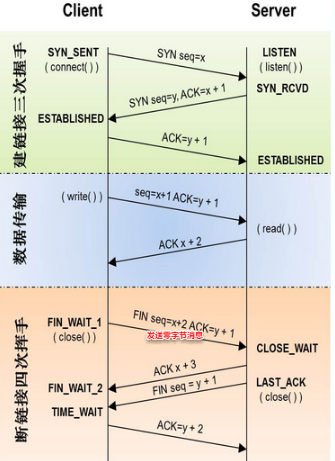 Client
Server
建链接三次握手
SYN_SENT
( connect( ) )
SYN seq=x
LISTEN
( listen( ) )
SYN_RCVD
SYN seq=y, ACK=x + 1
ESTABLISHED
ACK=y + 1
ESTABLISHED
数据传输
( write( ) )
seq=x+1 ACK=y + 1
( read( ) )
ACK x + 2
断链接四次挥手
FIN_WAIT_1
( close( ) )
FIN seq=x+2 ACK=y + 1
发送零字节消息
CLOSE_WAIT
ACK x + 3
FIN_WAIT_2
FIN seq = y + 1
LAST_ACK
( close( ) )
TIME_WAIT
ACK=y + 2